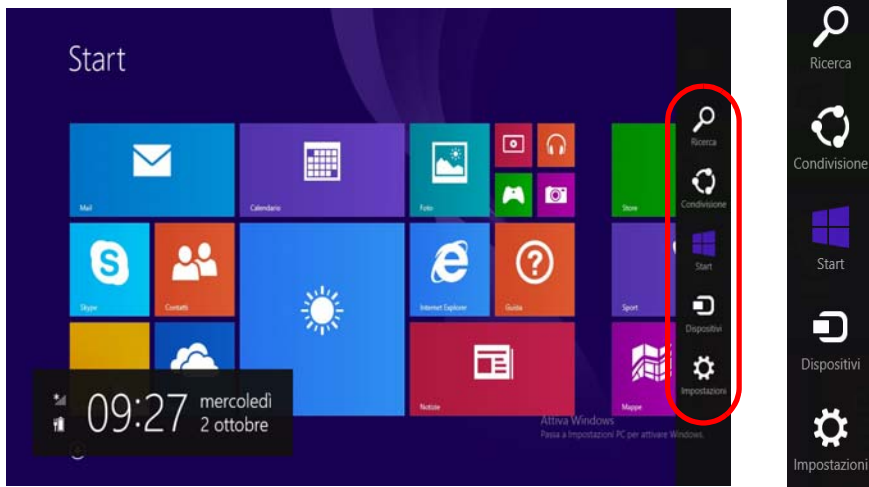 Start
Ricerca
Condivisione
Start
Dispositivi
Impostazioni
Mail
Calendario
Foto
Store
Skype
Contatti
Internet Explorer
Guida
Sport
Notizie
Mappe
09:27
mercoledì
2 ottobre
Attiva Windows
Passa a Impostazioni PC per attivare Windows.
Ricerca
Condivisione
Start
Dispositivi
Impostazioni